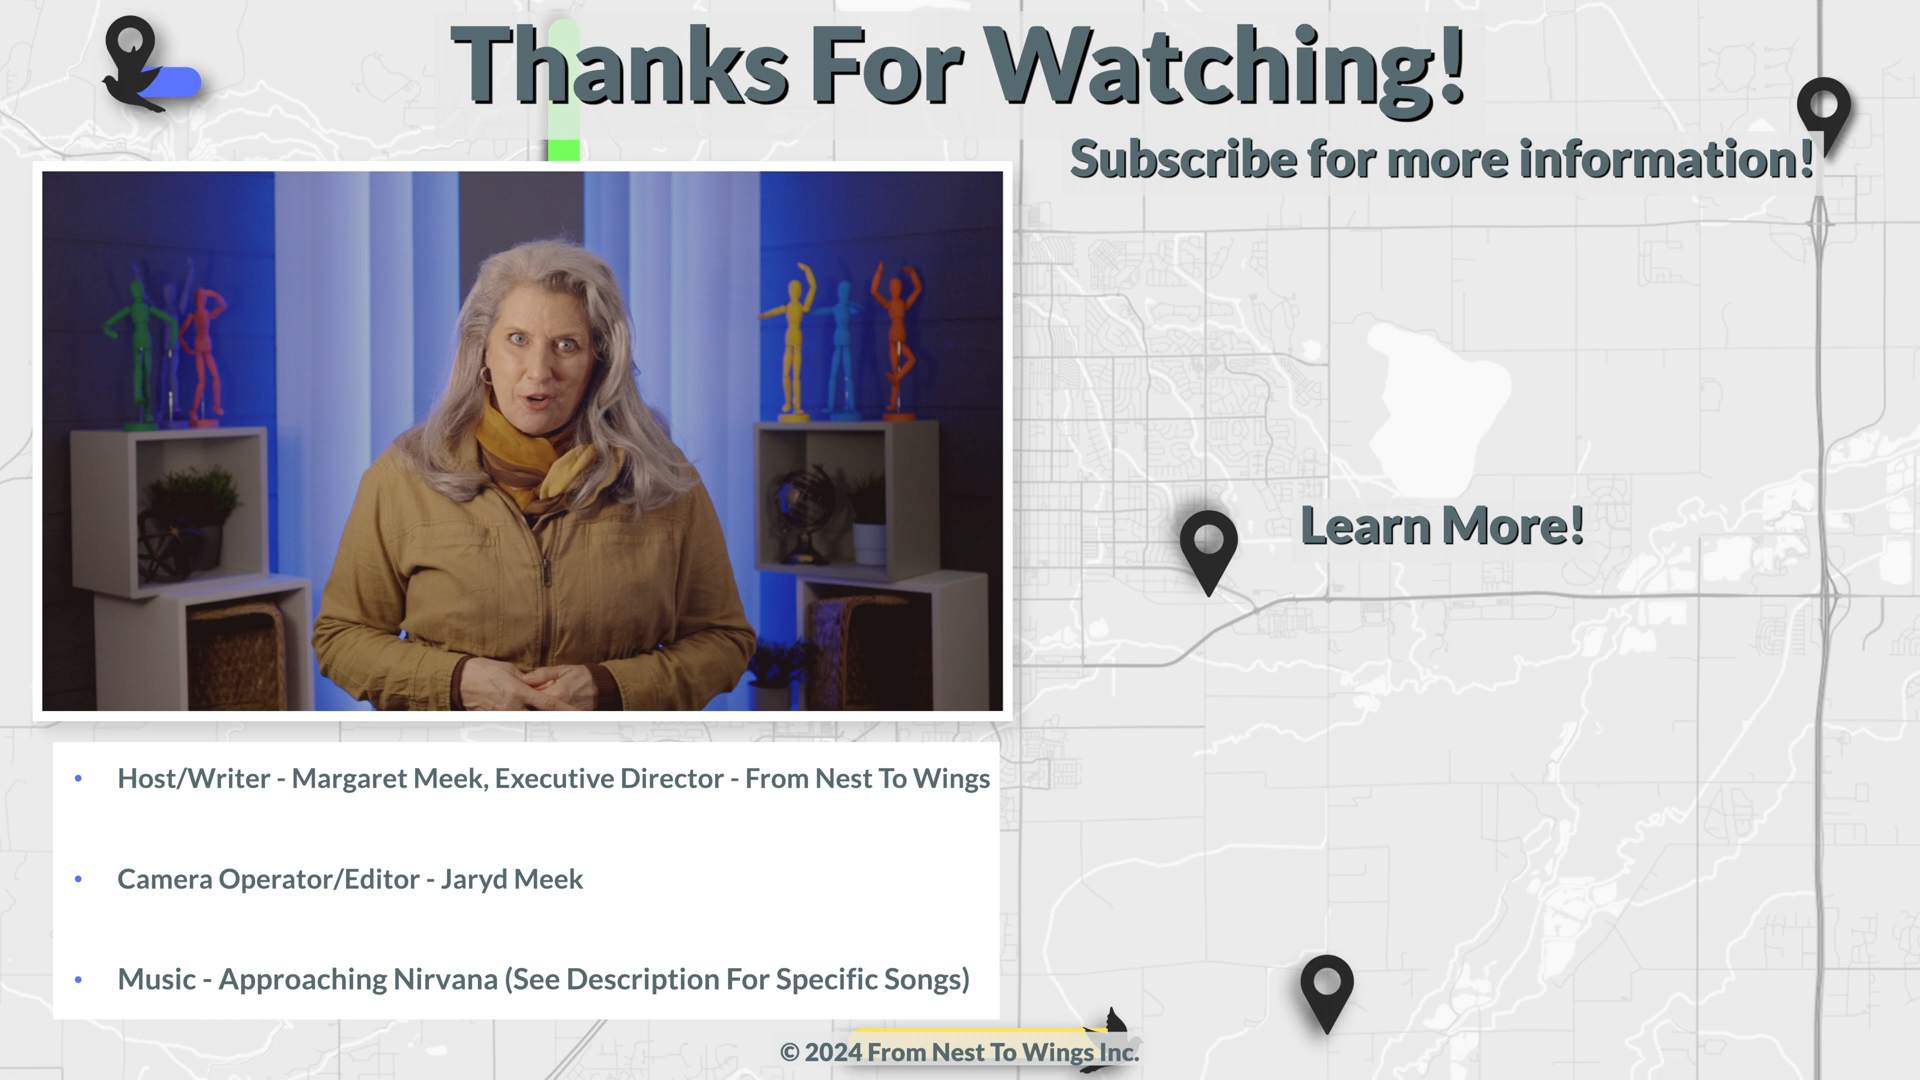 Thanks For Watching!
Subscribe for more information!
Learn More!
Host/Writer - Margaret Meek, Executive Director - From Nest To Wings
Camera Operator/Editor - Jaryd Meek
Music - Approaching Nirvana (See Description For Specific Songs)
© 2024 From Nest To Wings Inc.